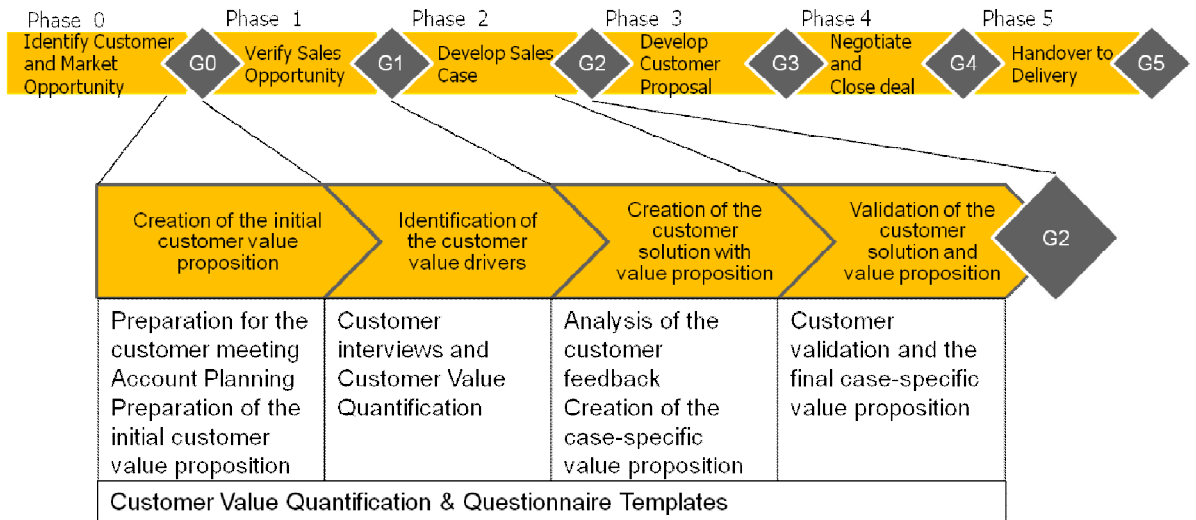 Phase 0
Phase 1
Phase 2
Phase 3
Phase 4
Phase 5
Identify Customer
and Market
Opportunity
G0
Verify Sales
Opportunity
G1
Develop Sales
Case
G2
Develop
Customer
Proposal
G3
Negotiate
and
Close deal
G4
Handover to
Delivery
G5
Creation of the initial
customer value
proposition
Identification of
the customer
value drivers
Creation of the
customer
solution with
value proposition
Validation of the
customer
solution and
value proposition
G2
Preparation for the
customer meeting
Account Planning
Preparation of the
initial customer
value proposition
Customer
interviews and
Customer Value
Quantification
Analysis of the
customer
feedback
Creation of the
case-specific
value proposition
Customer
validation and the
final case-specific
value proposition
Customer Value Quantification & Questionnaire Templates